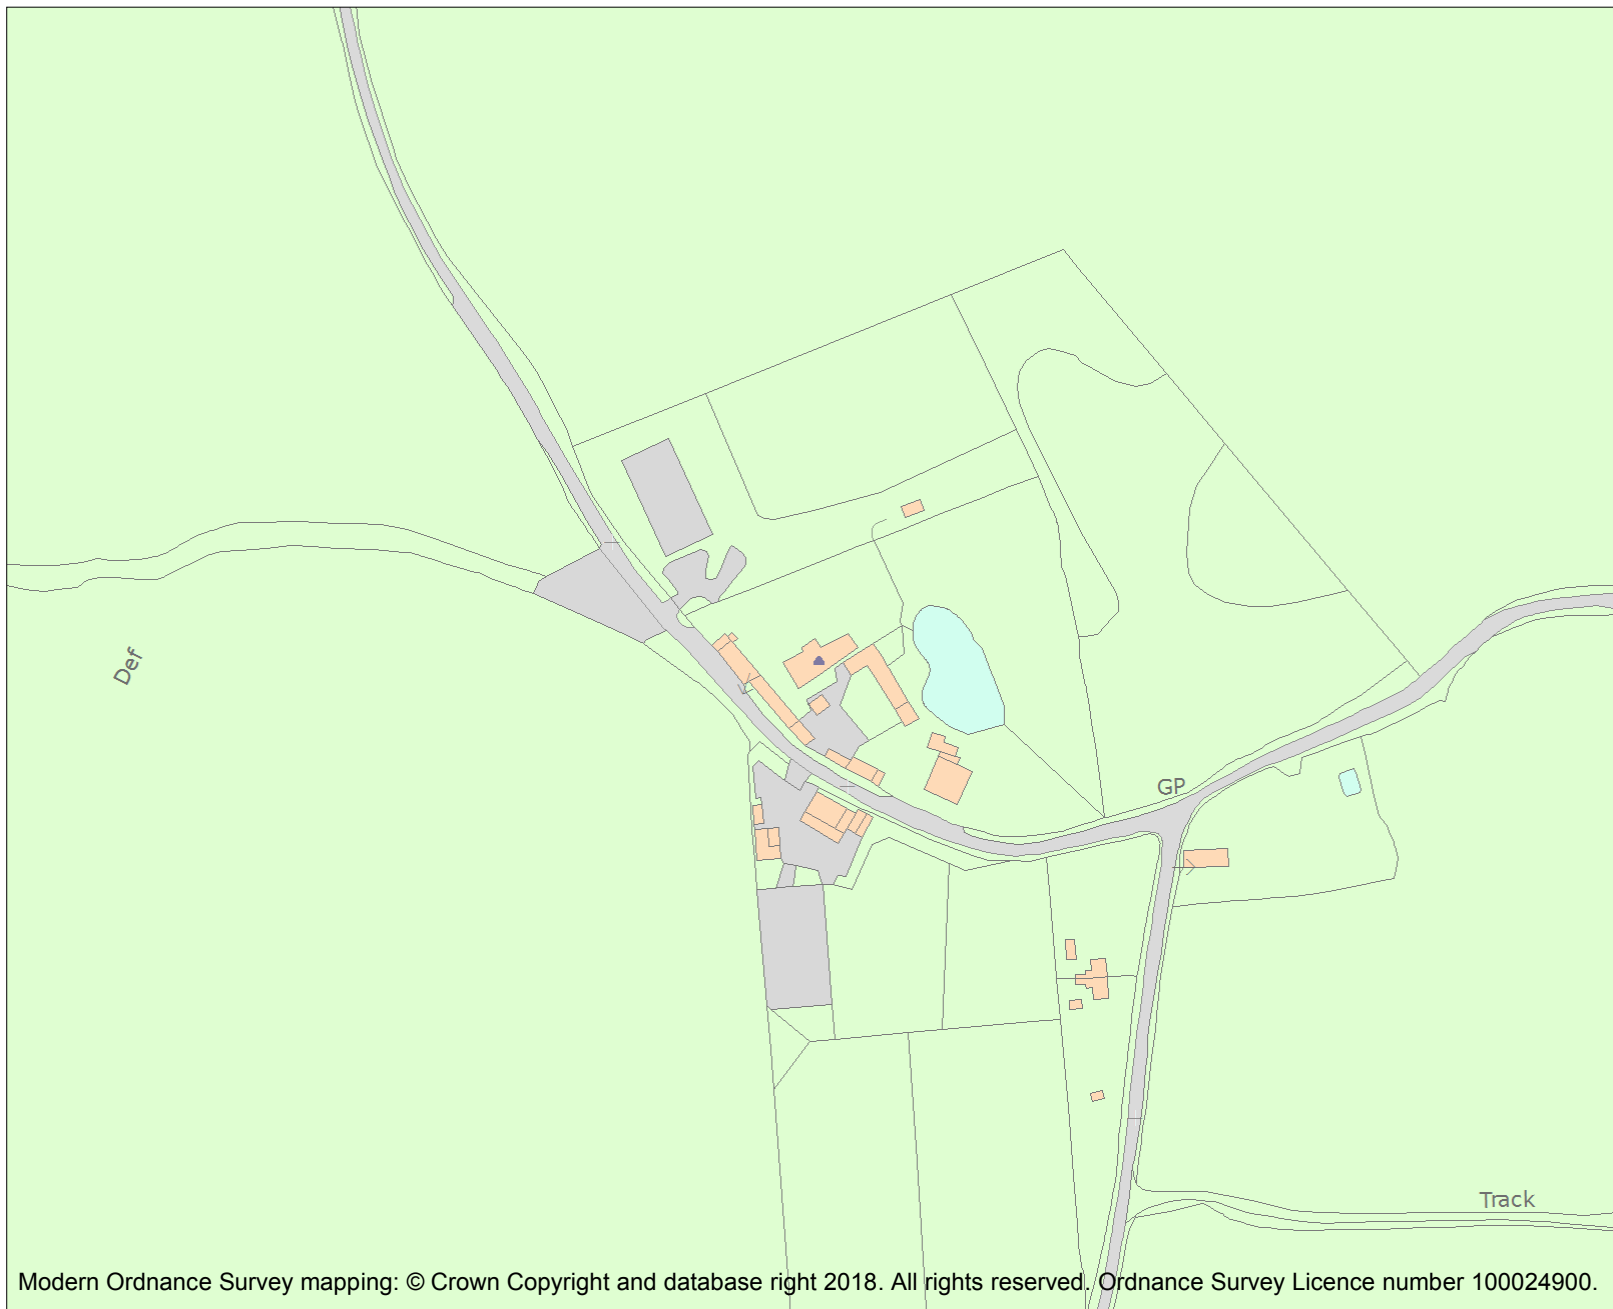 Def
GP
Track
Modern Ordnance Survey mapping: © Crown Copyright and database right 2018. All rights reserved. Ordnance Survey Licence number 100024900.